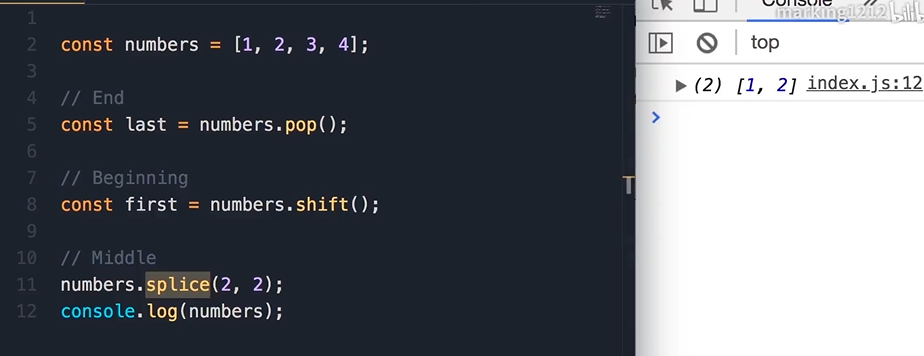 1
2 const numbers = [1, 2, 3, 4];
3
4 // End
5 const last = numbers.pop();
6
7 // Beginning
8 const first = numbers.shift();
9
10 // Middle
11 numbers.splice(2, 2);
12 console.log(numbers);
Console
marking1212
top
(2) [1, 2] index.js:12